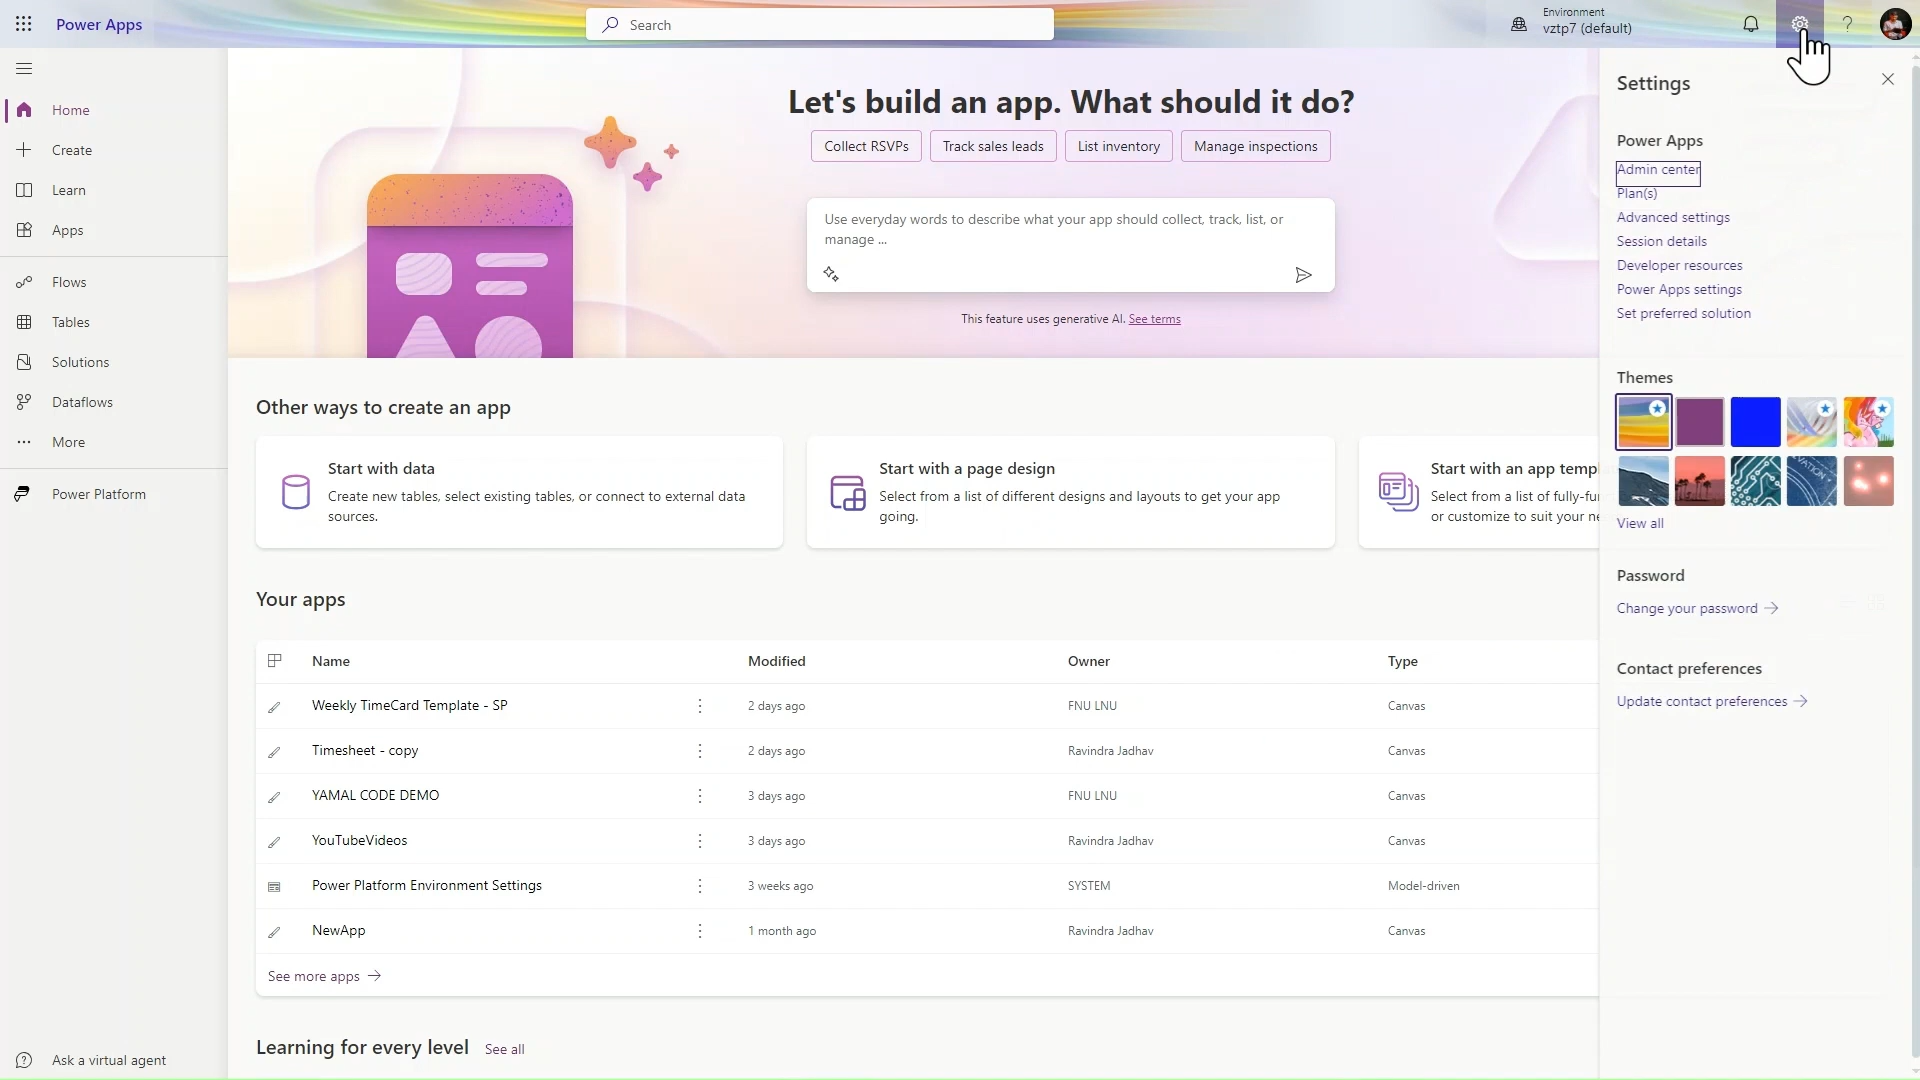 Power Apps
Search
Environment
vztp7 (default)
?
Home
Create
Learn
Apps
Flows
Tables
Solutions
Dataflows
More
Power Platform
Ask a virtual agent
Let's build an app. What should it do?
Collect RSVPs
Track sales leads
List inventory
Manage inspections
Use everyday words to describe what your app should collect, track, list, or
manage ...
This feature uses generative AI. See terms
Other ways to create an app
Start with data
Create new tables, select existing tables, or connect to external data
sources.
Start with a page design
Select from a list of different designs and layouts to get your app
going.
Start with an app templ
Select from a list of fully-fu
or customize to suit your ne
Your apps
Name Modified Owner Type
Weekly TimeCard Template - SP 2 days ago FNU LNU Canvas
Timesheet - copy 2 days ago Ravindra Jadhav Canvas
YAMAL CODE DEMO 3 days ago FNU LNU Canvas
YouTubeVideos 3 days ago Ravindra Jadhav Canvas
Power Platform Environment Settings 3 weeks ago SYSTEM Model-driven
NewApp 1 month ago Ravindra Jadhav Canvas
See more apps
Learning for every level See all
Settings
Power Apps
Admin center
Plan(s)
Advanced settings
Session details
Developer resources
Power Apps settings
Set preferred solution
Themes
View all
Password
Change your password
Contact preferences
Update contact preferences